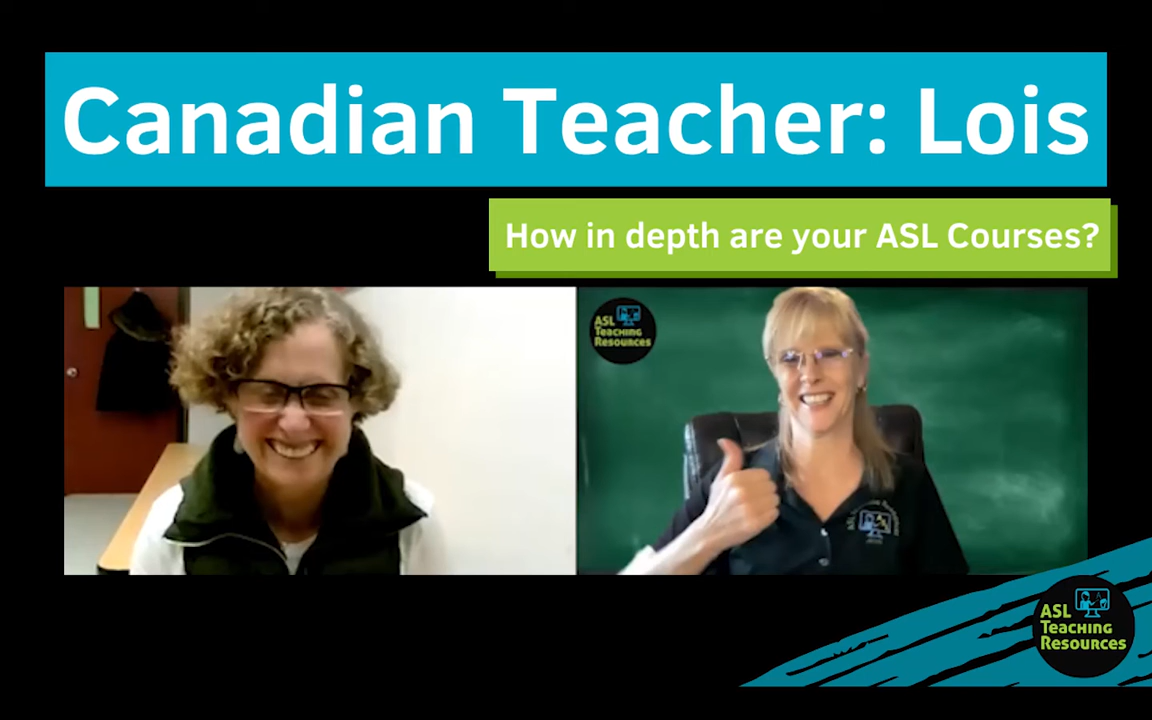 Canadian Teacher: Lois
How in depth are your ASL Courses?
ASL
Teaching
Resources
ASL
Teaching
Resources